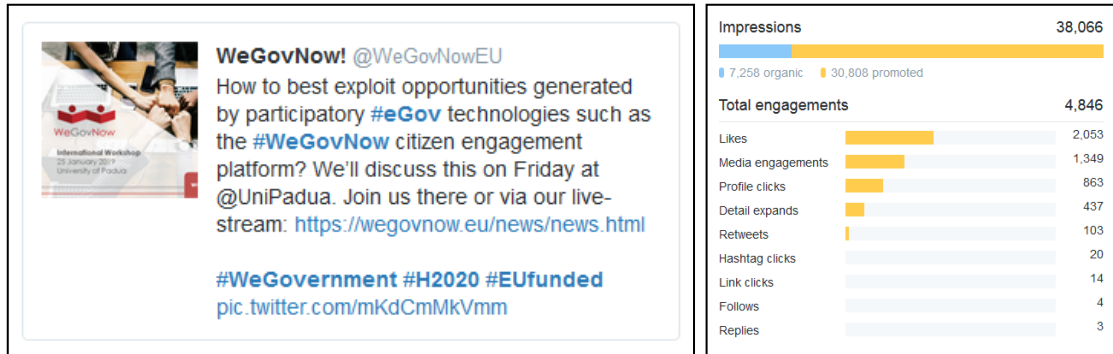 WeGovNow
International Workshop
25 January 2019
University of Padua
WeGovNow! @WeGovNowEU
How to best exploit opportunities generated
by participatory #eGov technologies such as
the #WeGovNow citizen engagement
platform? We'll discuss this on Friday at
@UniPadua. Join us there or via our live-
stream: https://wegovnow.eu/news/news.html
#WeGovernment #H2020 #EUfunded
pic.twitter.com/mKdCmMkVmm
Impressions 38,066
7,258 organic 30,808 promoted
Total engagements 4,846
Likes 2,053
Media engagements 1,349
Profile clicks 863
Detail expands 437
Retweets 103
Hashtag clicks 20
Link clicks 14
Follows 4
Replies 3